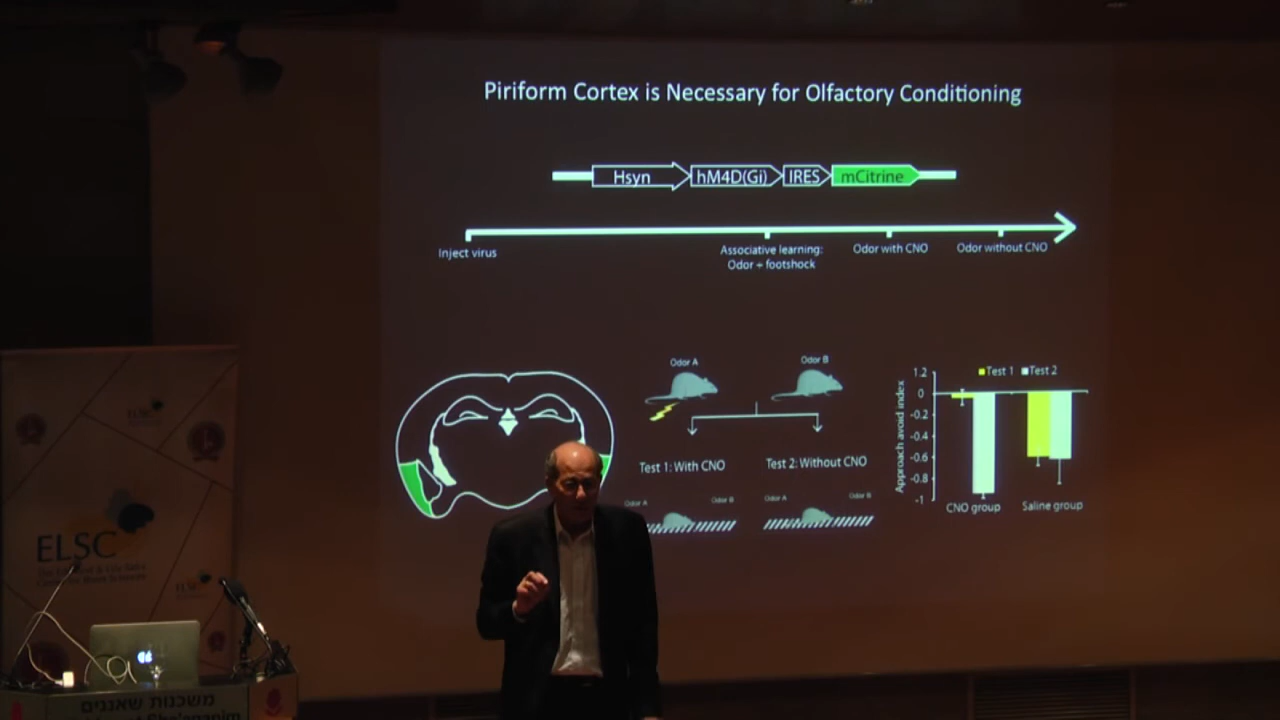 Piriform Cortex is Necessary for Olfactory Conditioning
Hsyn
hM4D(Gi)
IRES
mCitrine
Inject virus
Associative learning:
Odor + footshock
Odor with CNO
Odor without CNO
Odor A
Odor B
Test 1: With CNO
Test 2: Without CNO
Odor A
Odor B
Odor A
Odor B
Test 1
Test 2
Approach avoid index
1.2
0
-0.2
-0.4
-0.6
-0.8
-1
CNO group
Saline group
ELSC
ELSC
ELSC
משכנות שאננים